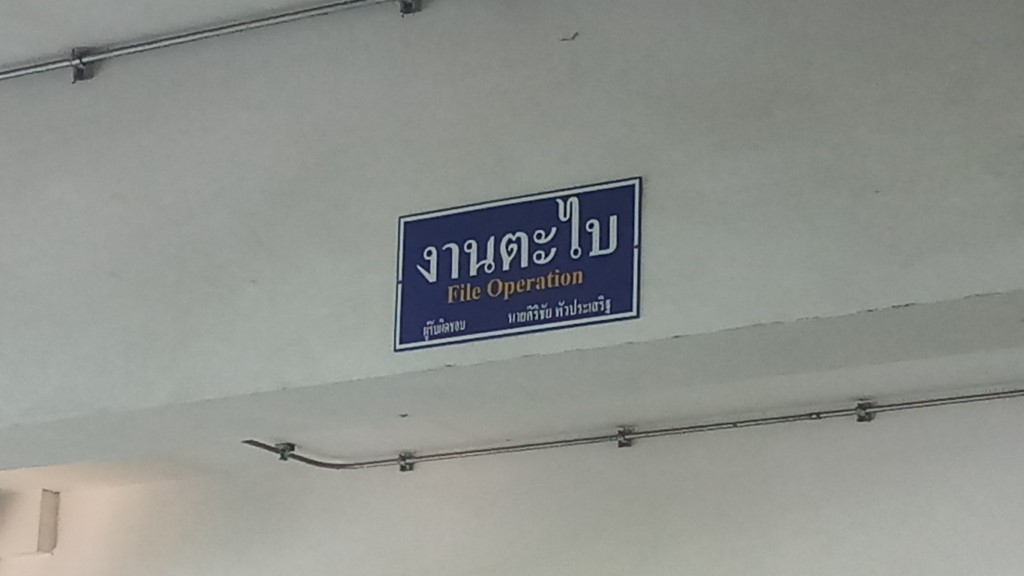 งานตะไบ
File Operation
ผู้รับผิดชอบ นายศิริชัย หัวประเสริฐ